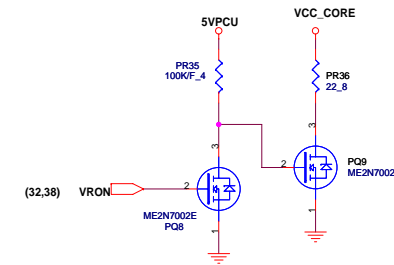 5VPCU
VCC_CORE
PR35
100K/F_4
PR36
22_8
3
3
2
PQ9
ME2N7002
(32,38)
VRON
2
ME2N7002E
PQ8
1
1